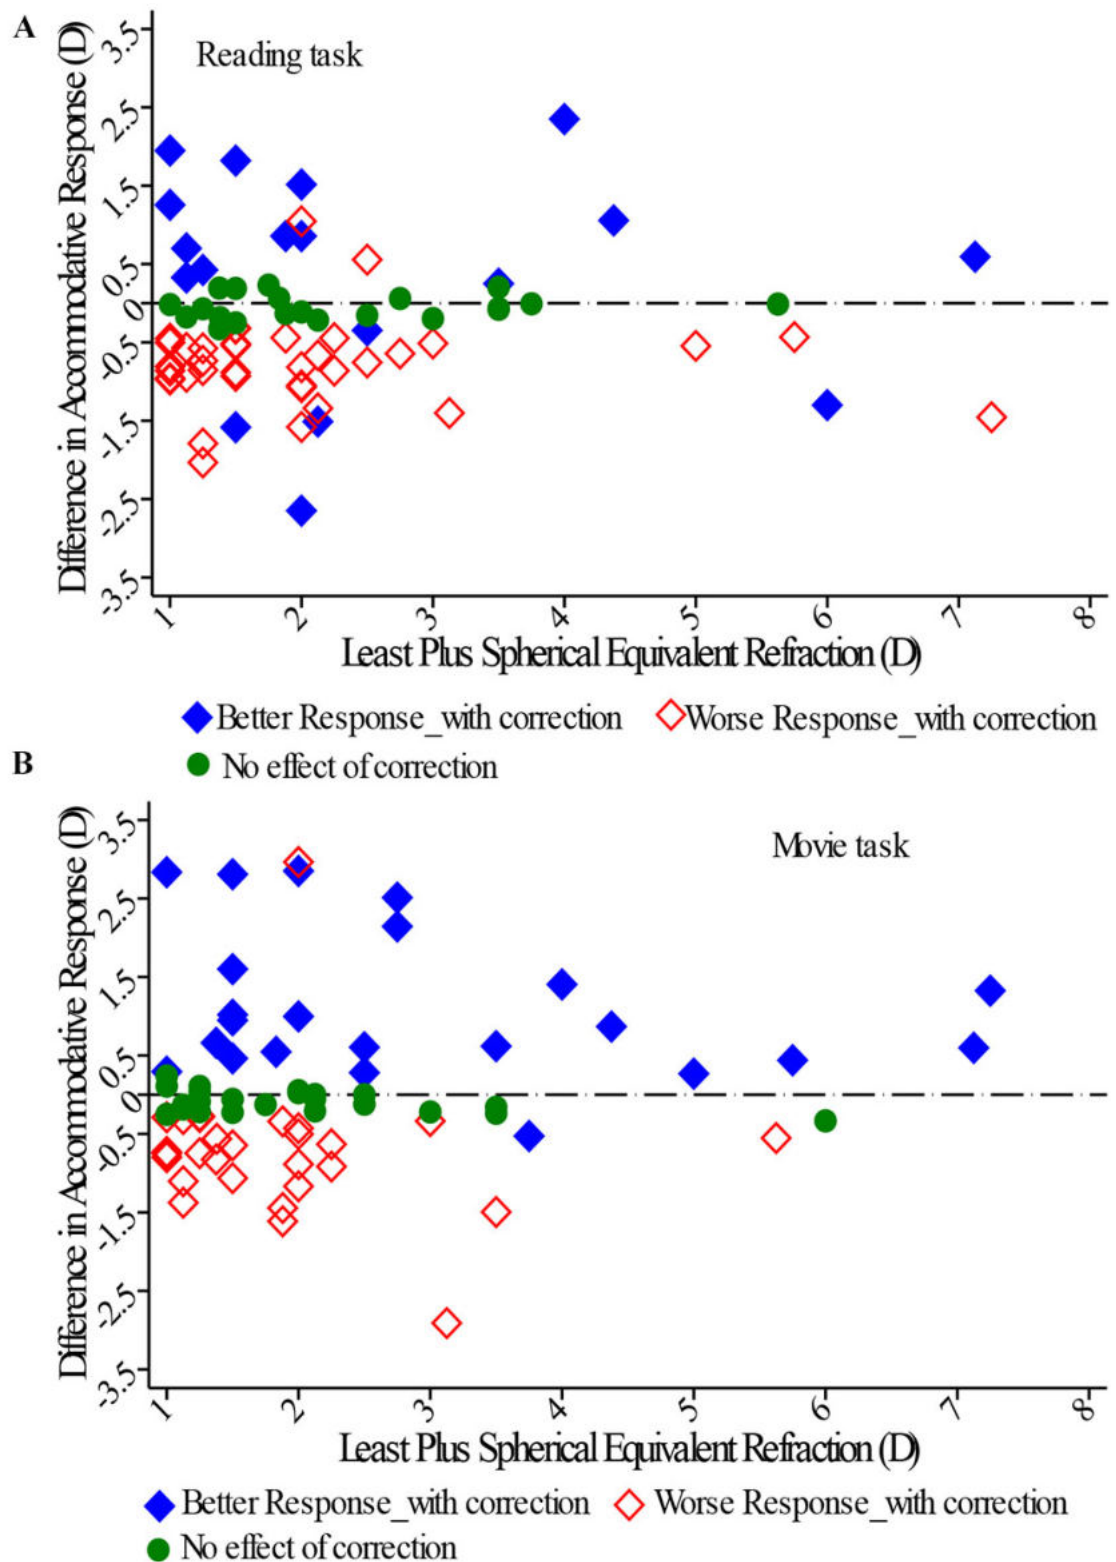 A
Reading task
Difference in Accommodative Response (D)
3.5
2.5
1.5
0.5
0
-0.5
-1.5
-2.5
-3.5
1 2 3 4 5 6 7 8
Least Plus Spherical Equivalent Refraction (D)
Better Response_with correction Worse Response_with correction
No effect of correction
B
Movie task
Difference in Accommodative Response (D)
3.5
2.5
1.5
0.5
0
-0.5
-1.5
-2.5
-3.5
1 2 3 4 5 6 7 8
Least Plus Spherical Equivalent Refraction (D)
Better Response_with correction Worse Response_with correction
No effect of correction